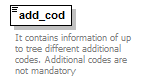 add_cod
It contains information of up
to tree different additional
codes. Additional codes are
not mandatory